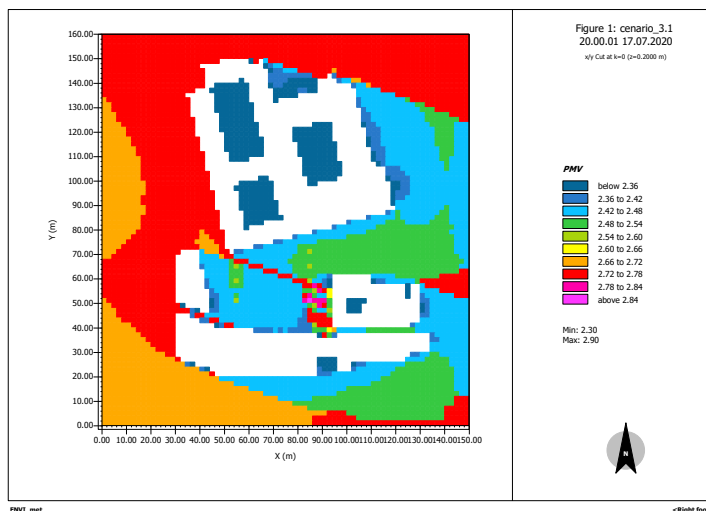 Figure 1: cenario_3.1
20.00.01 17.07.2020
x/y Cut at k=0 (z=0.2000 m)
160.00
150.00
140.00
130.00
120.00
110.00
100.00
90.00
80.00
70.00
60.00
50.00
40.00
30.00
20.00
10.00
0.00
Y (m)
0.00 10.00 20.00 30.00 40.00 50.00 60.00 70.00 80.00 90.00 100.00 110.00 120.00 130.00 140.00 150.00
X (m)
PMV
below 2.36
2.36 to 2.42
2.42 to 2.48
2.48 to 2.54
2.54 to 2.60
2.60 to 2.66
2.66 to 2.72
2.72 to 2.78
2.78 to 2.84
above 2.84
Min: 2.30
Max: 2.90
N
ENVI_met
<Right foo